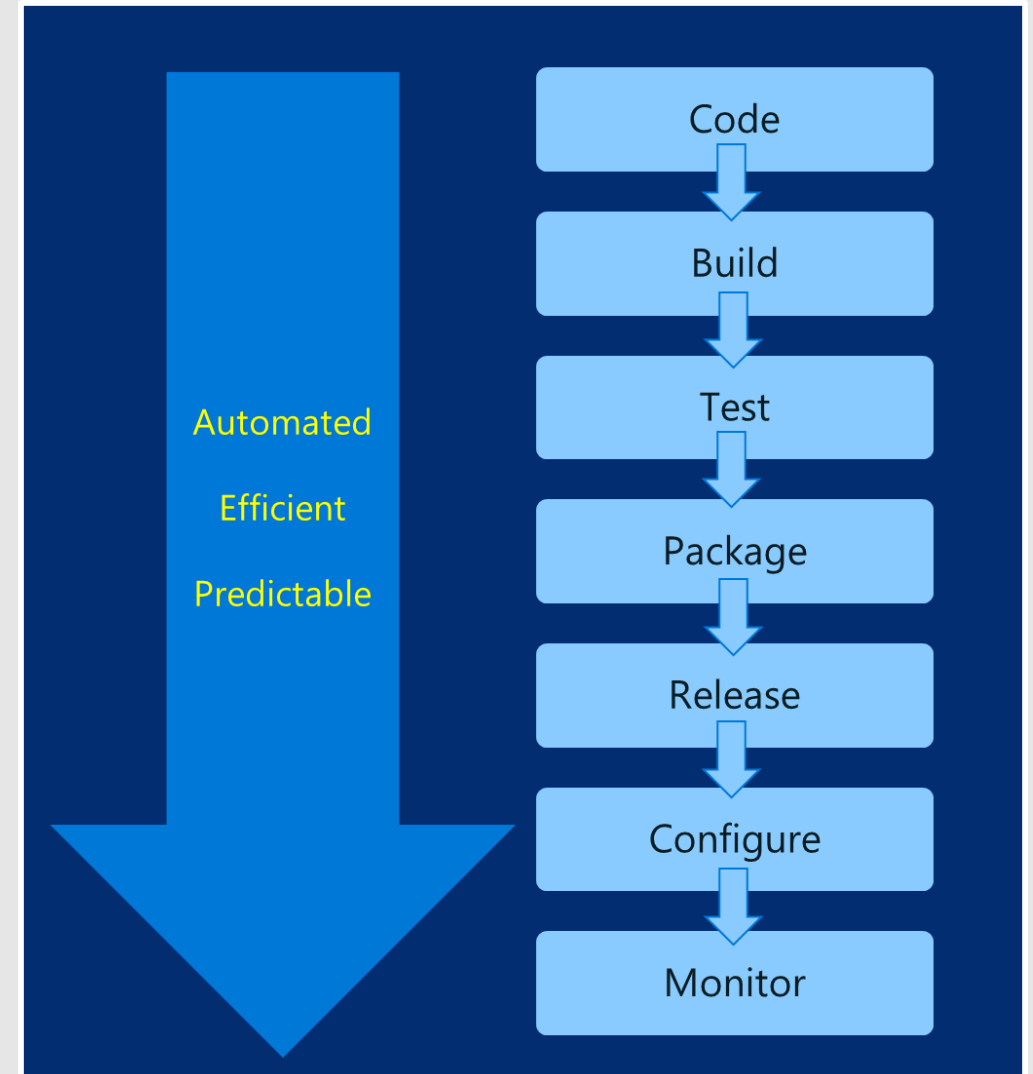 Automated
Efficient
Predictable
Code
Build
Test
Package
Release
Configure
Monitor